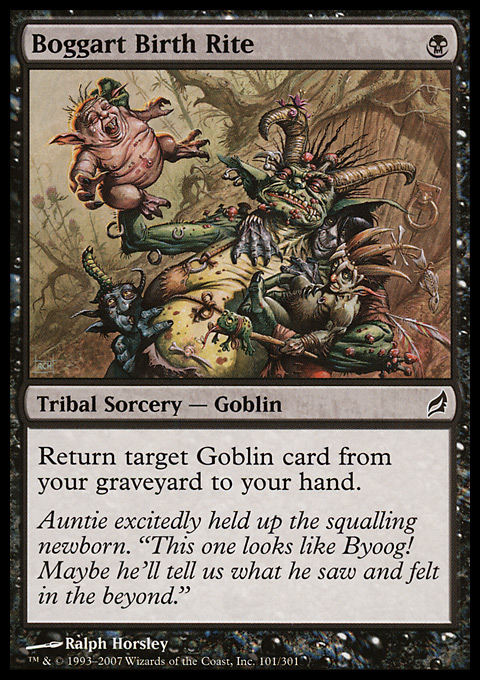 Boggart Birth Rite
RCH
Tribal Sorcery — Goblin
Return target Goblin card from
your graveyard to your hand.
Auntie excitedly held up the squalling
newborn. “This one looks like Byoog!
Maybe he’ll tell us what he saw and felt
in the beyond.”
Ralph Horsley
™ & © 1993–2007 Wizards of the Coast, Inc. 101/301